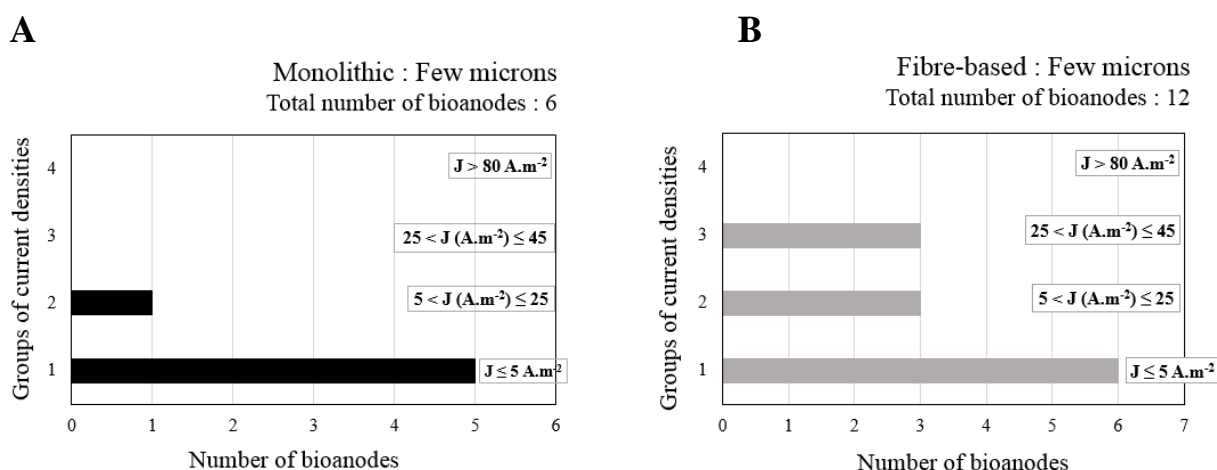 A
Monolithic : Few microns
Total number of bioanodes : 6
Groups of current densities
4
3
2
1
J > 80 A.m⁻²
25 < J (A.m⁻²) ≤ 45
5 < J (A.m⁻²) ≤ 25
J ≤ 5 A.m⁻²
0 1 2 3 4 5 6
Number of bioanodes
B
Fibre-based : Few microns
Total number of bioanodes : 12
Groups of current densities
4
3
2
1
J > 80 A.m⁻²
25 < J (A.m⁻²) ≤ 45
5 < J (A.m⁻²) ≤ 25
J ≤ 5 A.m⁻²
0 1 2 3 4 5 6 7
Number of bioanodes